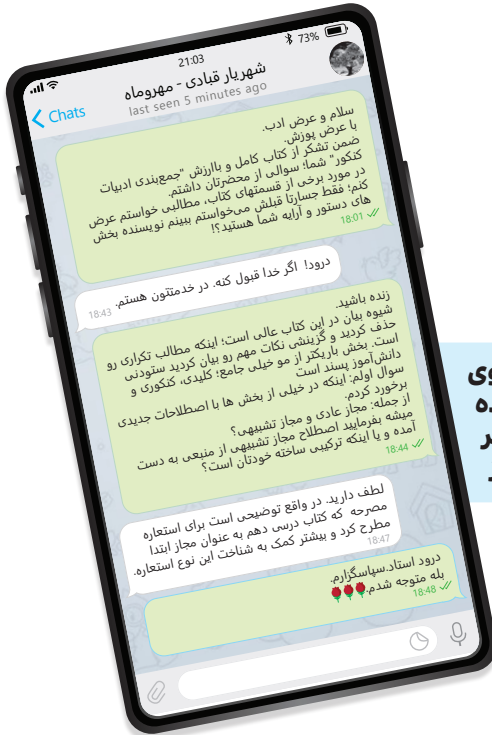 21:03
73%
Chats
شهریار قبادی - مهروماه
last seen 5 minutes ago
سلام و عرض ادب.
با عرض پوزش.
ضمن تشکر از کتاب کامل و باارزش "جمع‌بندی ادبیات
کنکور" شما؛ سوالی از محضرتان داشتم.
در مورد برخی از قسمتهای کتاب، مطالبی خواستم عرض
کنم؛ فقط جسارتا قبلش می‌خواستم ببینم نویسنده بخش
های دستور و آرایه شما هستید؟!
18:01
درود! اگر خدا قبول کنه. در خدمتتون هستم.
18:43
زنده باشید.
شیوه بیان در این کتاب عالی است؛ اینکه مطالب تکراری رو
حذف کردید و گزینشی نکات مهم رو بیان کردید ستودنی
است. بخش باریکتر از مو خیلی جامع؛ کلیدی، کنکوری و
دانش‌آموز پسند است
سوال اولم: اینکه در خیلی از بخش ها با اصطلاحات جدیدی
برخورد کردم.
از جمله: مجاز عادی و مجاز تشبیهی؟
میشه بفرمایید اصطلاح مجاز تشبیهی از منبعی به دست
آمده و یا اینکه ترکیبی ساخته خودتان است؟
18:44
لطف دارید. در واقع توضیحی است برای استعاره
مصرحه که کتاب درسی دهم به عنوان مجاز ابتدا
مطرح کرد و بیشتر کمک به شناخت این نوع استعاره.
18:47
درود استاد.سپاسگزارم.
بله متوجه شدم.🌹🌹🌹
18:48
وی
ده
ر